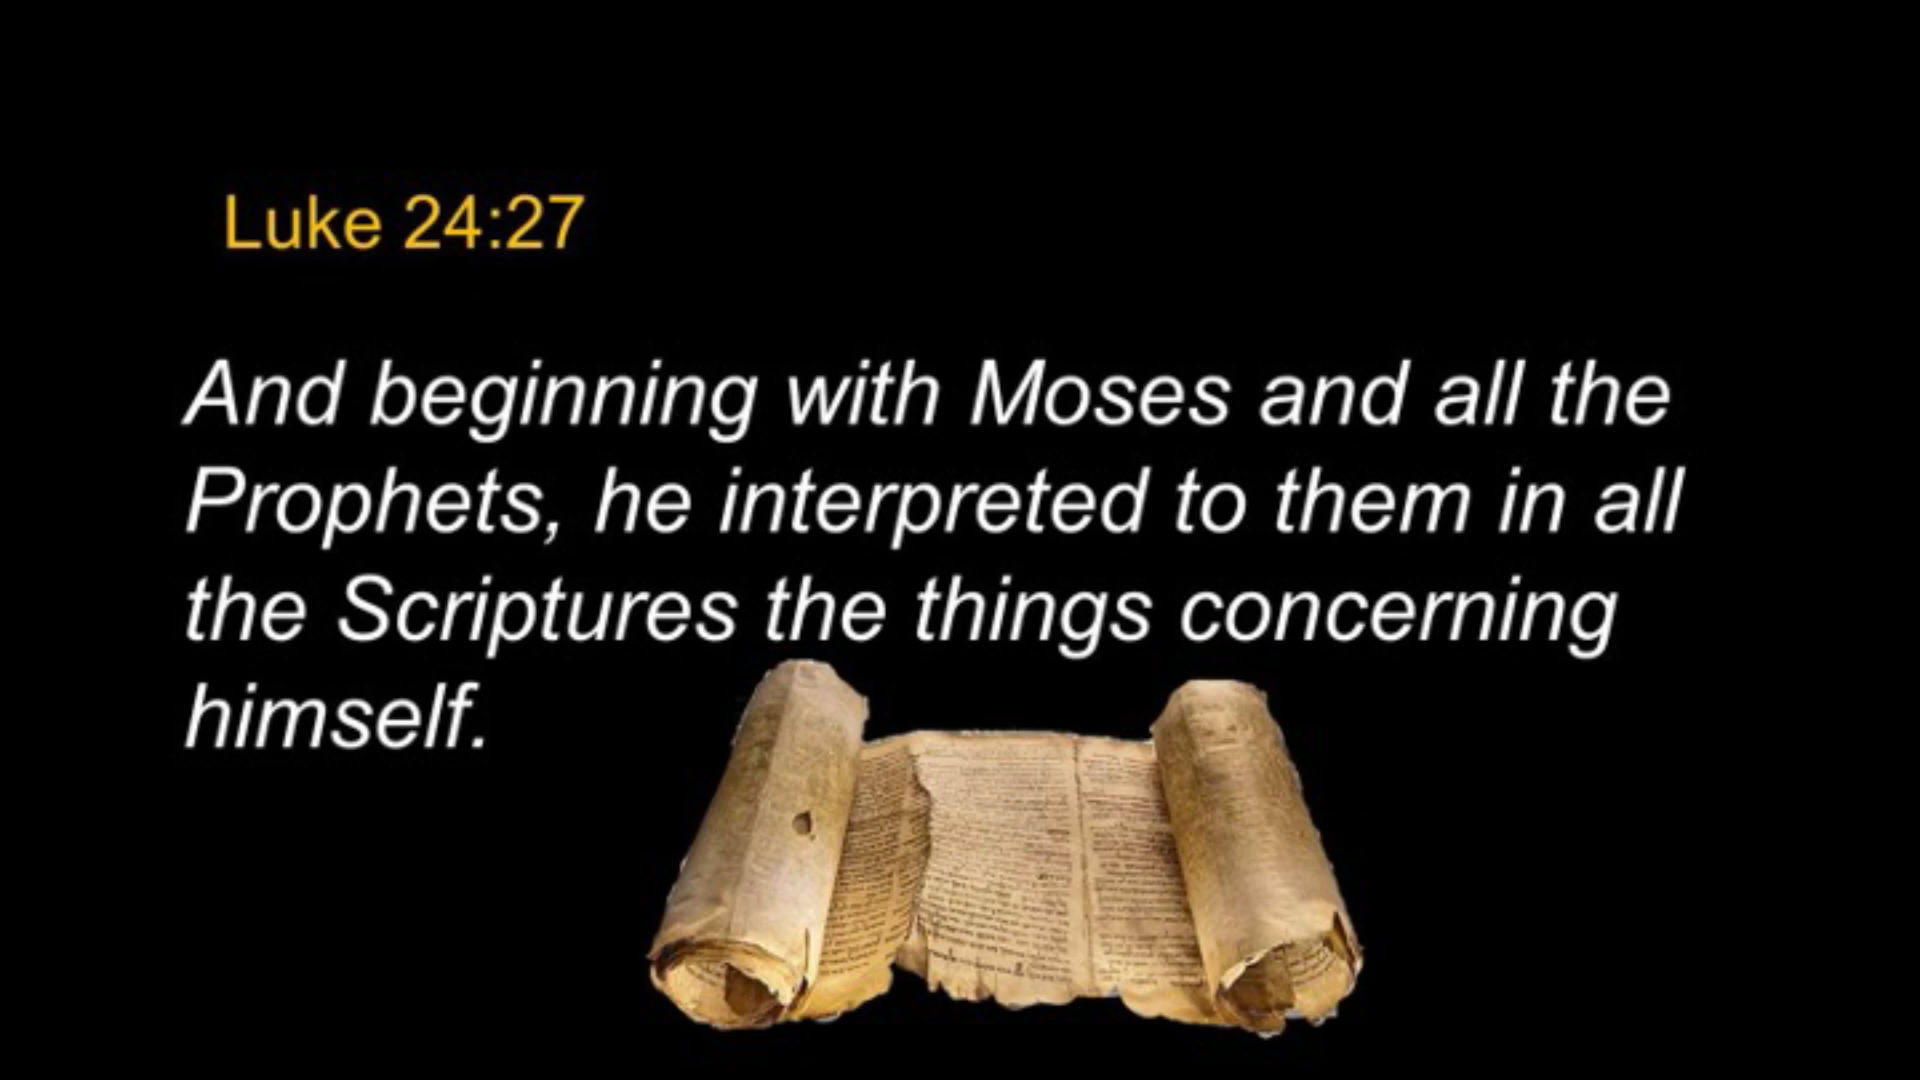 Luke 24:27
And beginning with Moses and all the
Prophets, he interpreted to them in all
the Scriptures the things concerning
himself.